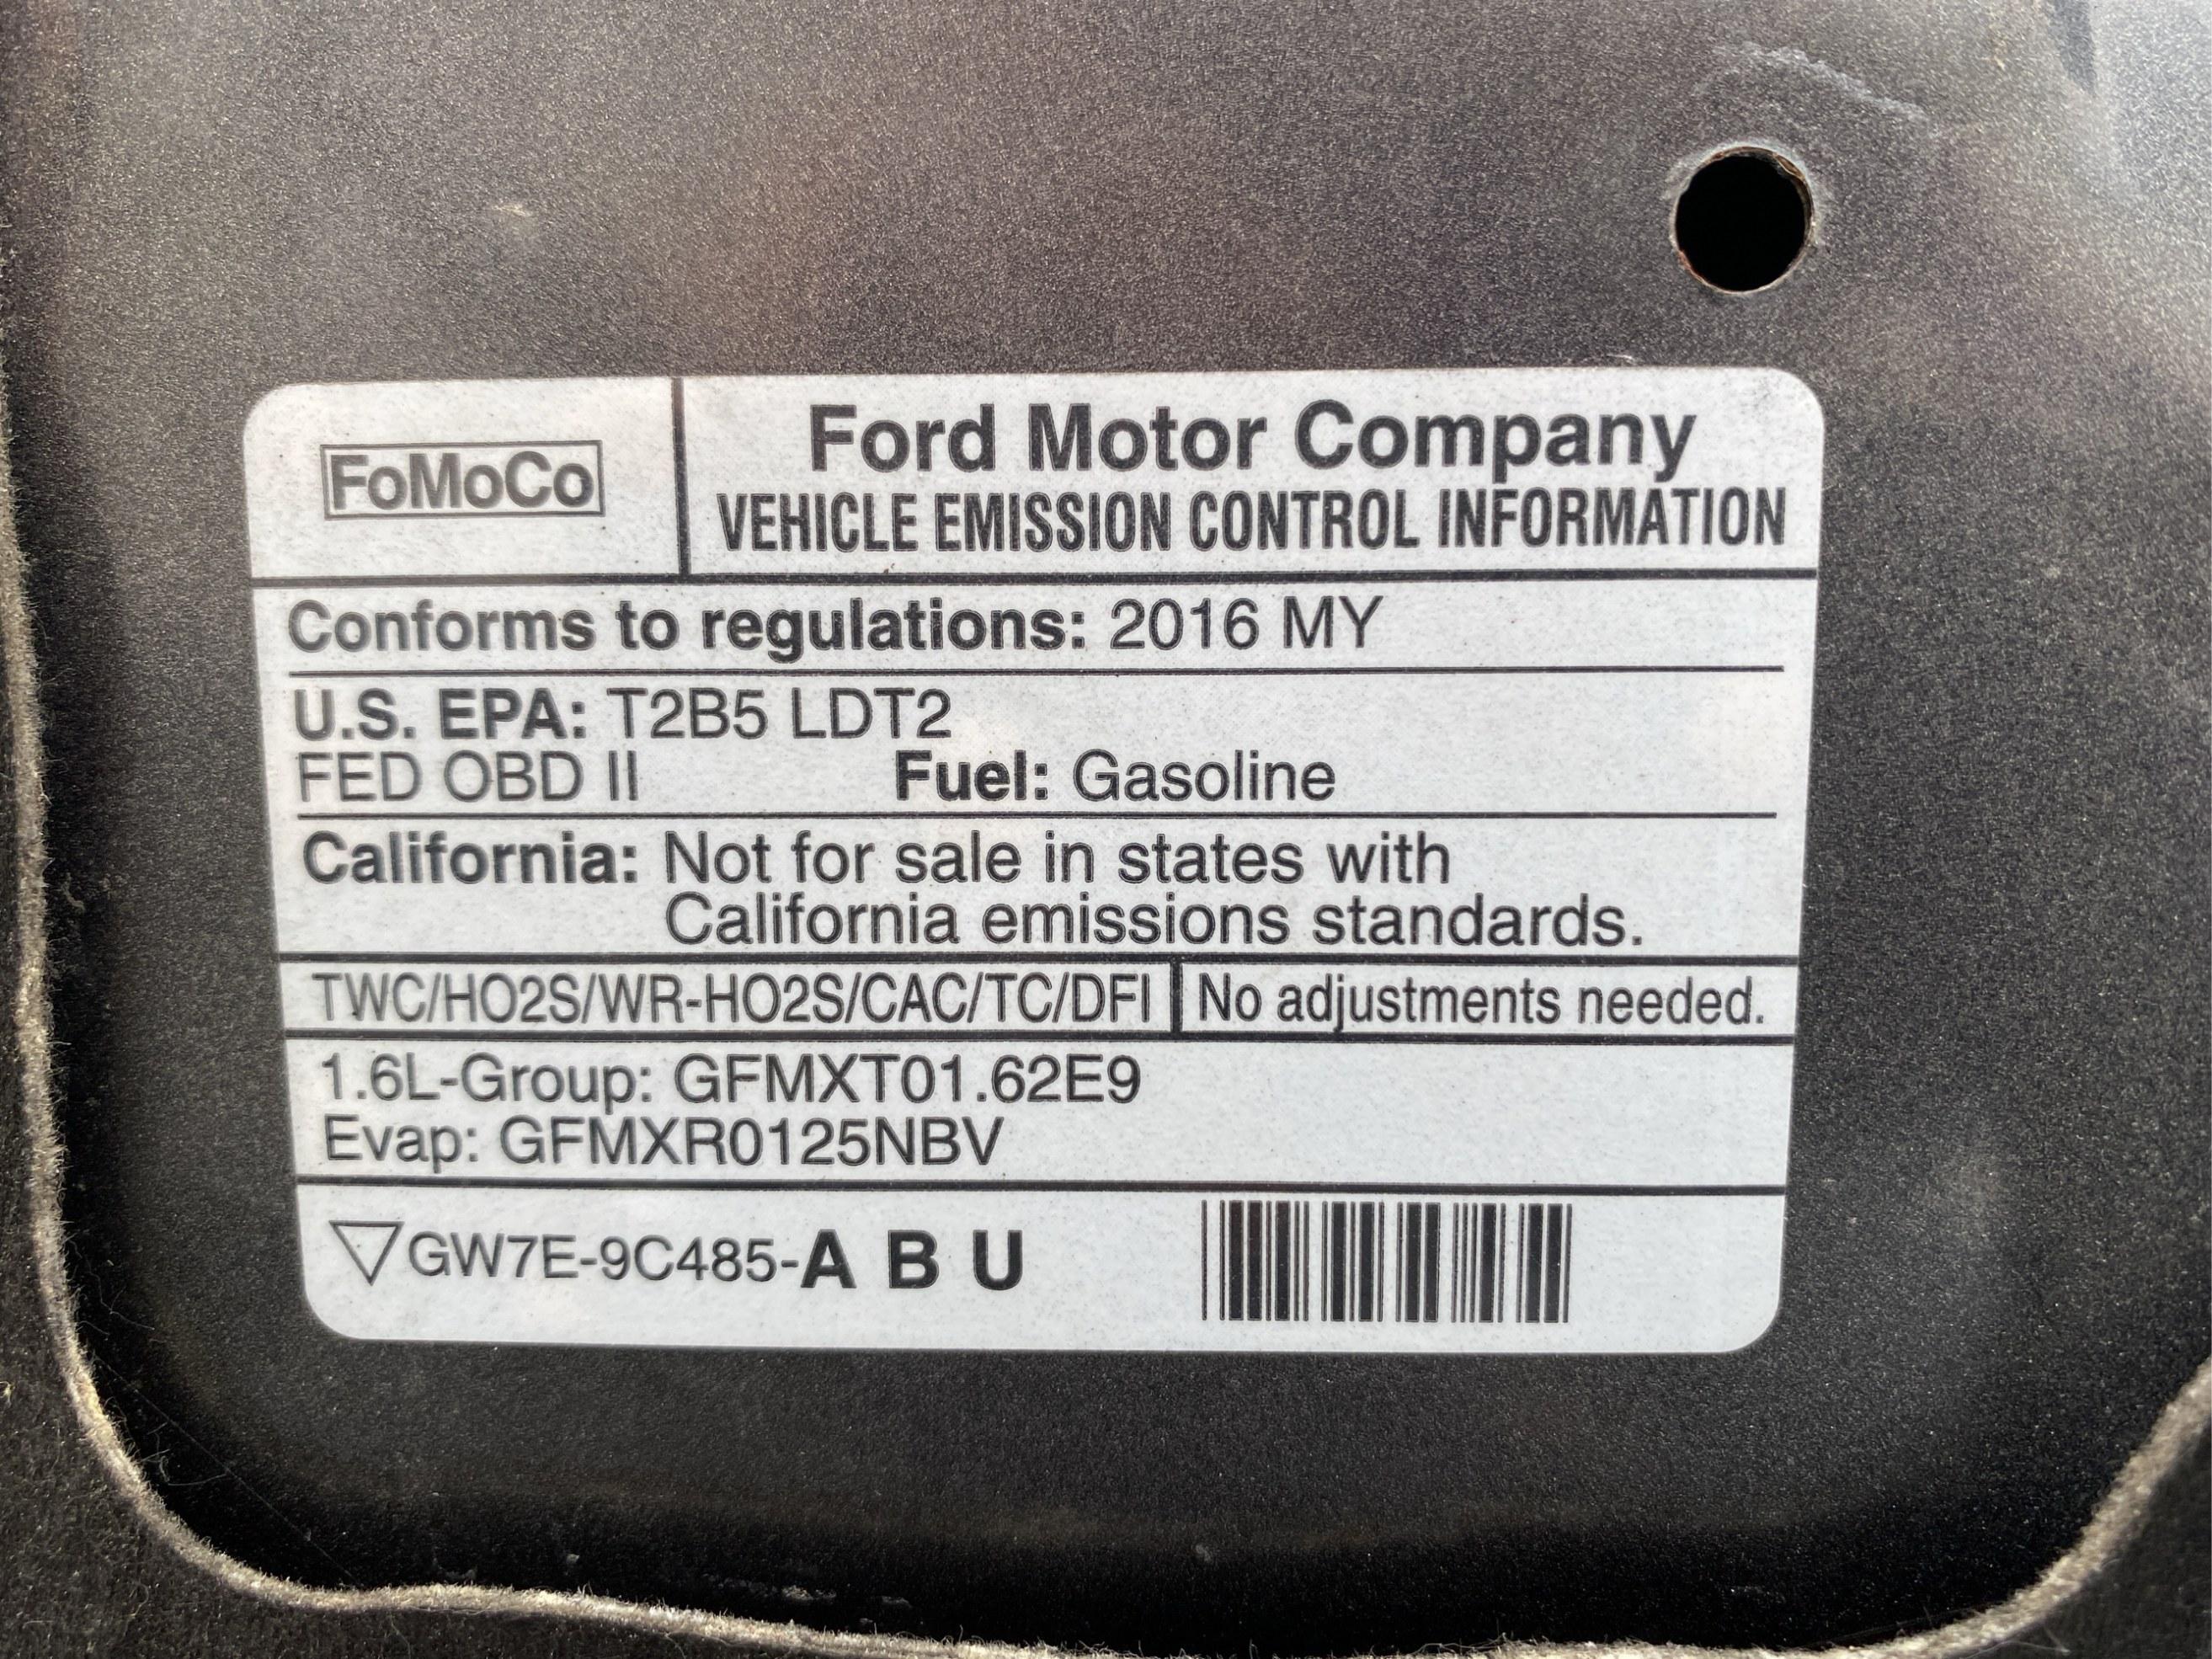 FoMoCo
Ford Motor Company
VEHICLE EMISSION CONTROL INFORMATION
Conforms to regulations: 2016 MY
U.S. EPA: T2B5 LDT2
FED OBD II Fuel: Gasoline
California: Not for sale in states with
California emissions standards.
TWC/HO2S/WR-HO2S/CAC/TC/DFI No adjustments needed.
1.6L-Group: GFMXT01.62E9
Evap: GFMXR0125NBV
GW7E-9C485-A B U